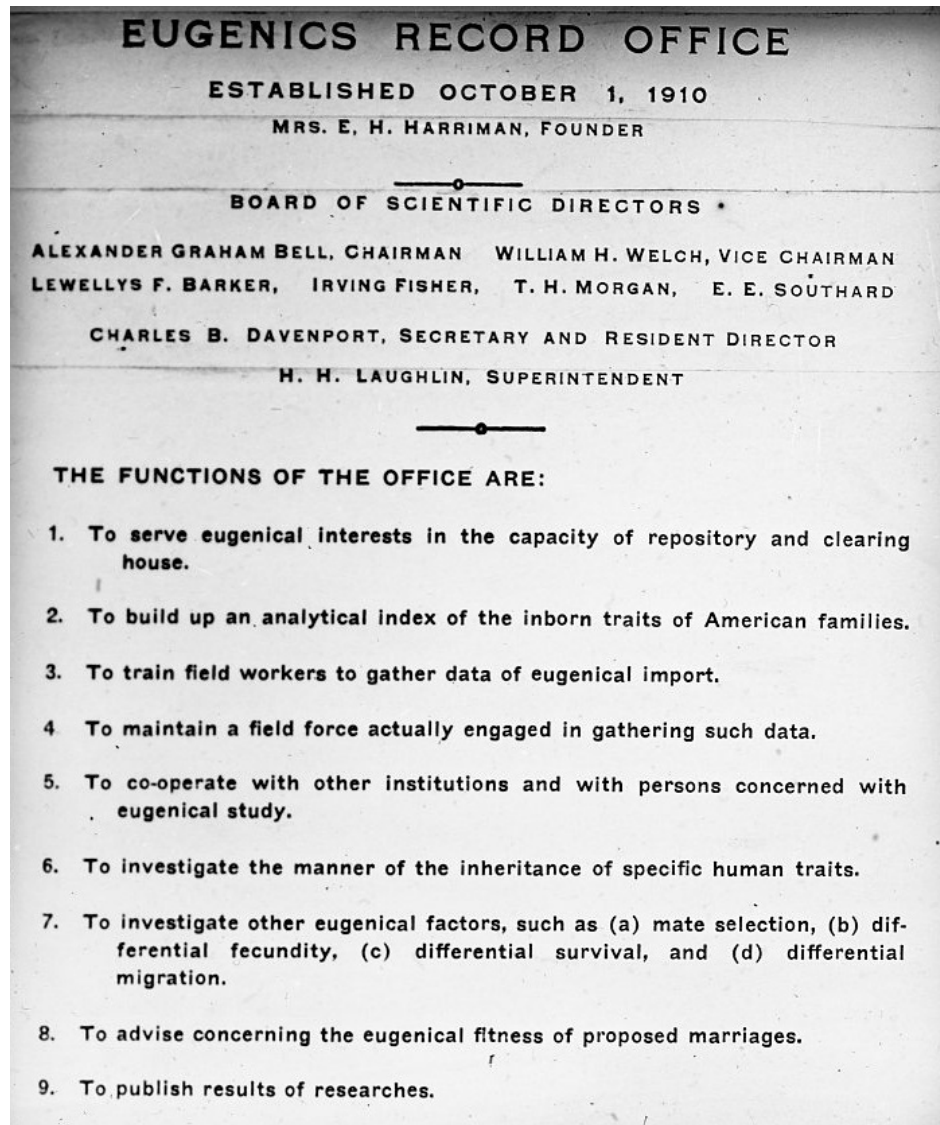 EUGENICS RECORD OFFICE
ESTABLISHED OCTOBER 1, 1910
MRS. E. H. HARRIMAN, FOUNDER
BOARD OF SCIENTIFIC DIRECTORS
ALEXANDER GRAHAM BELL, CHAIRMAN WILLIAM H. WELCH, VICE CHAIRMAN
LEWELLYS F. BARKER, IRVING FISHER, T. H. MORGAN, E. E. SOUTHARD
CHARLES B. DAVENPORT, SECRETARY AND RESIDENT DIRECTOR
H. H. LAUGHLIN, SUPERINTENDENT
THE FUNCTIONS OF THE OFFICE ARE:
1. To serve eugenical interests in the capacity of repository and clearing
house.
2. To build up an analytical index of the inborn traits of American families.
3. To train field workers to gather data of eugenical import.
4 To maintain a field force actually engaged in gathering such data.
5. To co-operate with other institutions and with persons concerned with
eugenical study.
6. To investigate the manner of the inheritance of specific human traits.
7. To investigate other eugenical factors, such as (a) mate selection, (b) dif-
ferential fecundity, (c) differential survival, and (d) differential
migration.
8. To advise concerning the eugenical fitness of proposed marriages.
9. To publish results of researches.